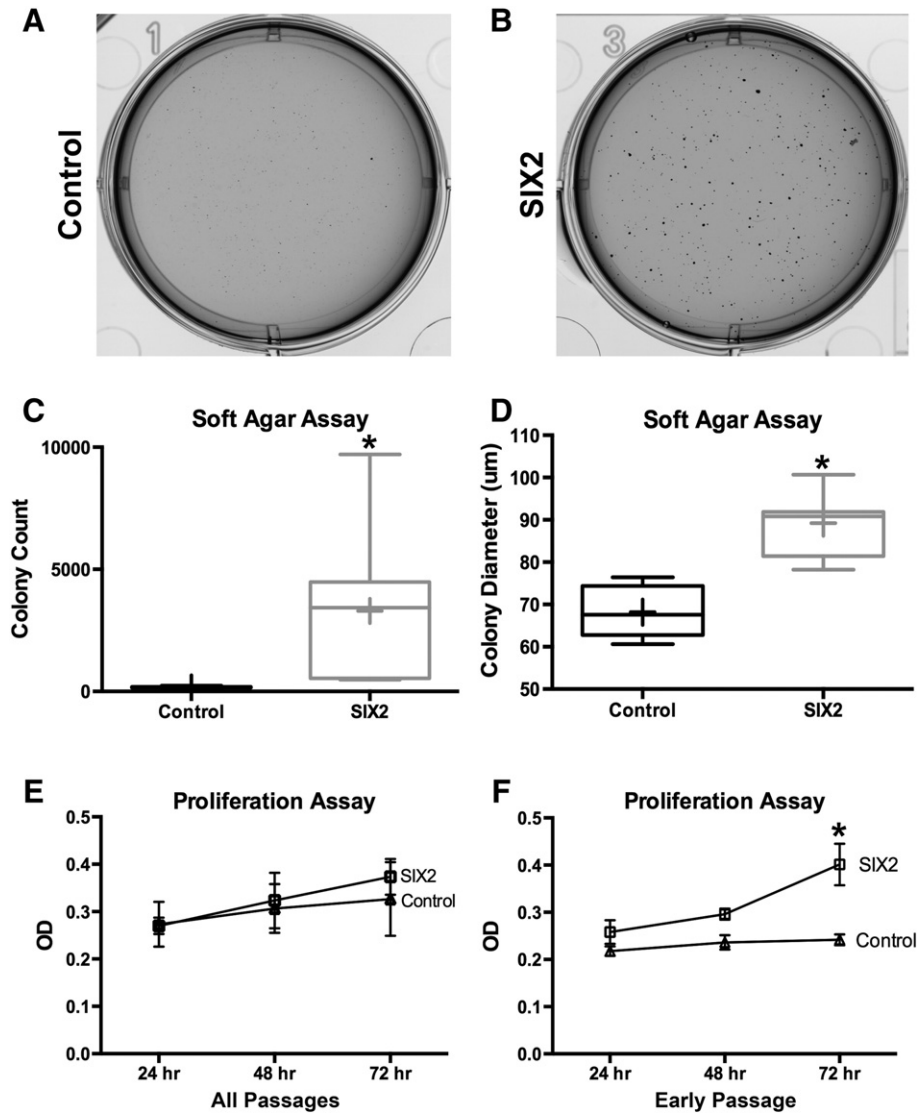 A
1
Control
B
3
SIX2
C
Soft Agar Assay
Colony Count
10000
5000
0
*
Control
SIX2
D
Soft Agar Assay
Colony Diameter (um)
110
100
90
80
70
60
50
*
Control
SIX2
E
Proliferation Assay
OD
0.5
0.4
0.3
0.2
0.1
0.0
SIX2
Control
24 hr
48 hr
72 hr
All Passages
F
Proliferation Assay
OD
0.5
0.4
0.3
0.2
0.1
0.0
*
SIX2
Control
24 hr
48 hr
72 hr
Early Passage